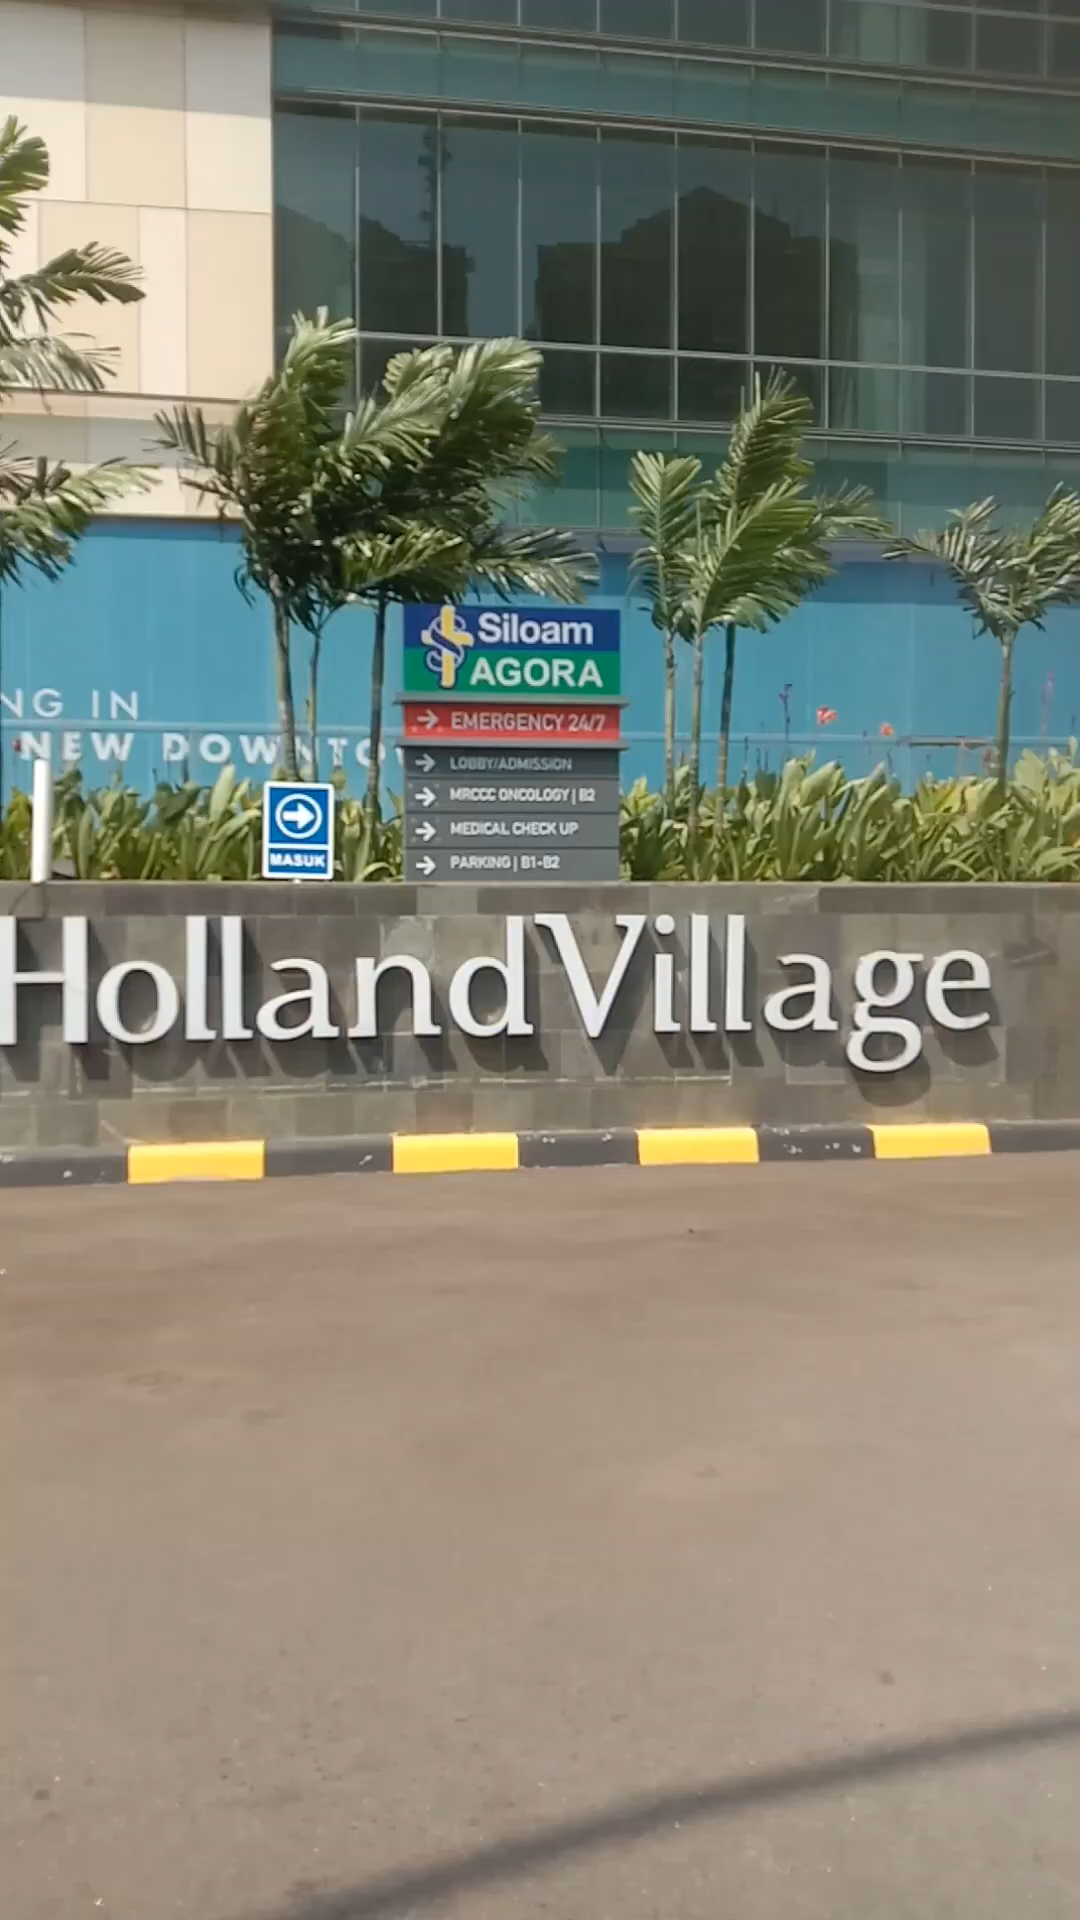 NG IN
NEW DOWNTO
Siloam
AGORA
EMERGENCY 24/7
LOBBY/ADMISSION
MRCCC ONCOLOGY | B2
MEDICAL CHECK UP
PARKING | B1-B2
MASUK
HollandVillage